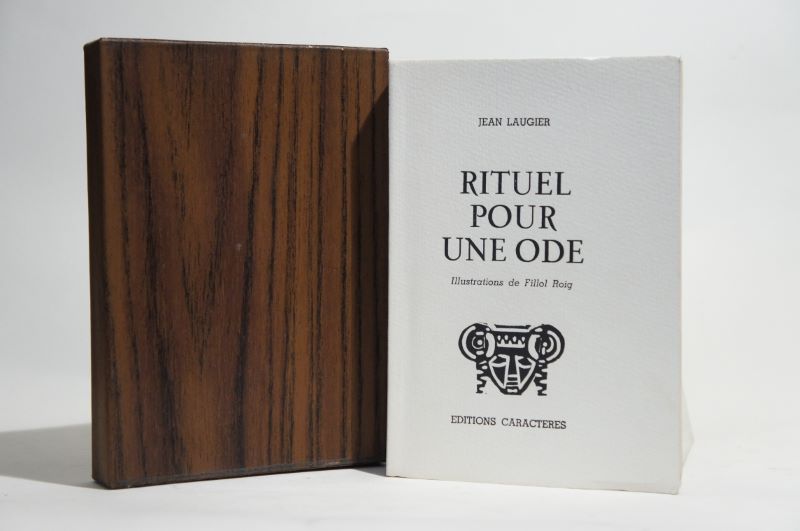 JEAN LAUGIER
RITUEL
POUR
UNE ODE
Illustrations de Fillol Roig
EDITIONS CARACTERES